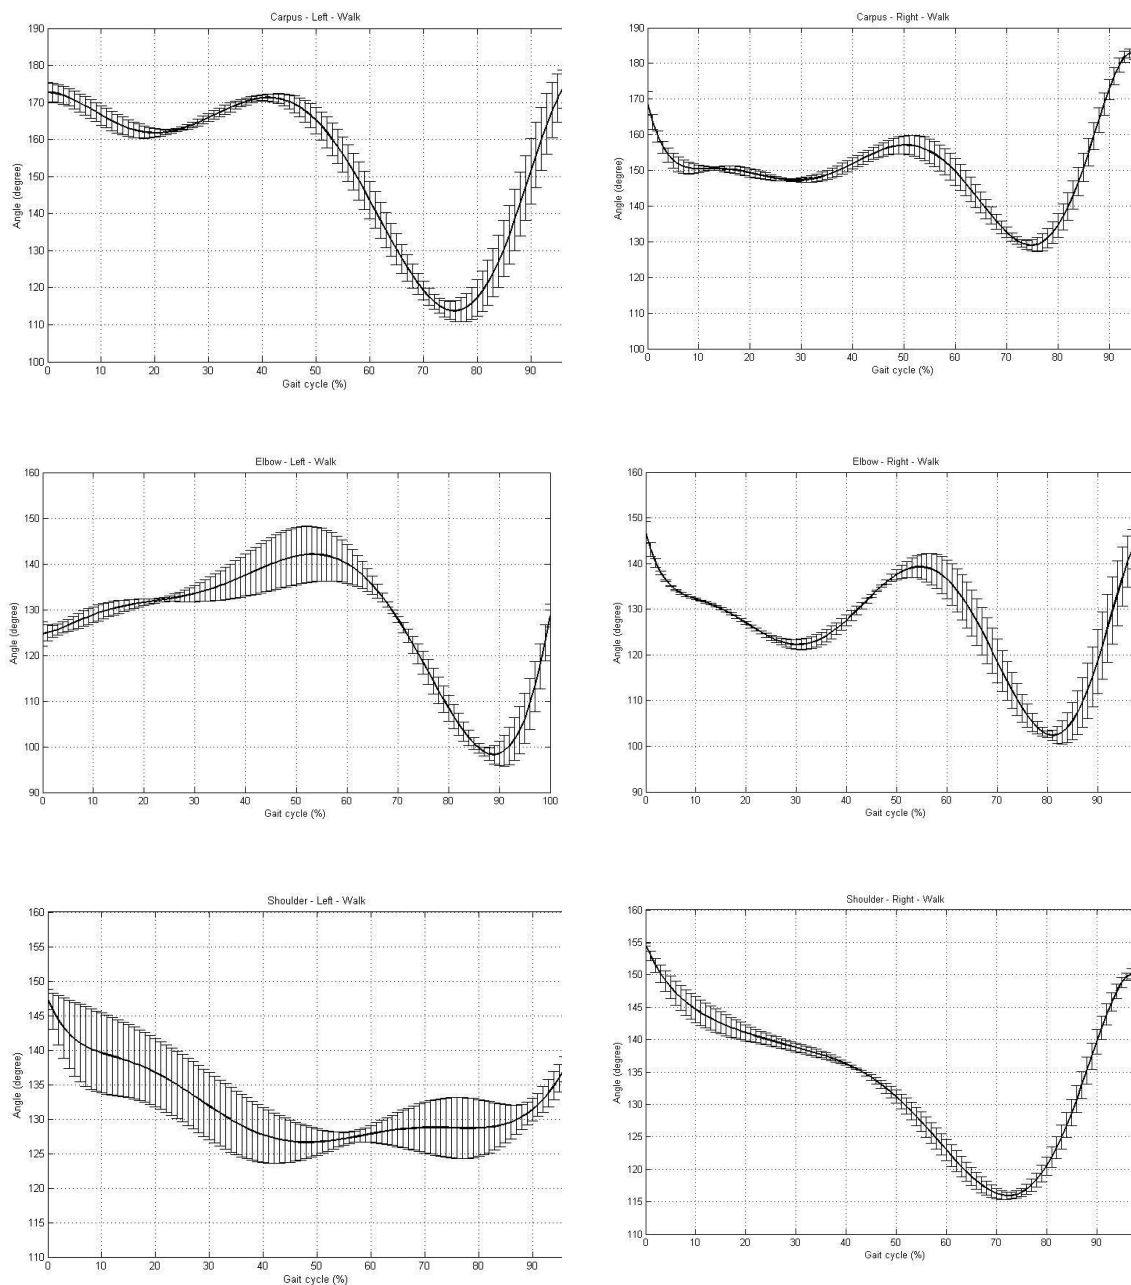 Carpus - Left - Walk
190
180
170
160
150
140
130
120
110
100
Angle (degree)
0 10 20 30 40 50 60 70 80 90
Gait cycle (%)
Carpus - Right - Walk
190
180
170
160
150
140
130
120
110
100
Angle (degree)
0 10 20 30 40 50 60 70 80 90
Gait cycle (%)
Elbow - Left - Walk
160
150
140
130
120
110
100
90
Angle (degree)
0 10 20 30 40 50 60 70 80 90 100
Gait cycle (%)
Elbow - Right - Walk
160
150
140
130
120
110
100
90
Angle (degree)
0 10 20 30 40 50 60 70 80 90
Gait cycle (%)
Shoulder - Left - Walk
160
155
150
145
140
135
130
125
120
115
110
Angle (degree)
0 10 20 30 40 50 60 70 80 90
Gait cycle (%)
Shoulder - Right - Walk
160
155
150
145
140
135
130
125
120
115
110
Angle (degree)
0 10 20 30 40 50 60 70 80 90
Gait cycle (%)